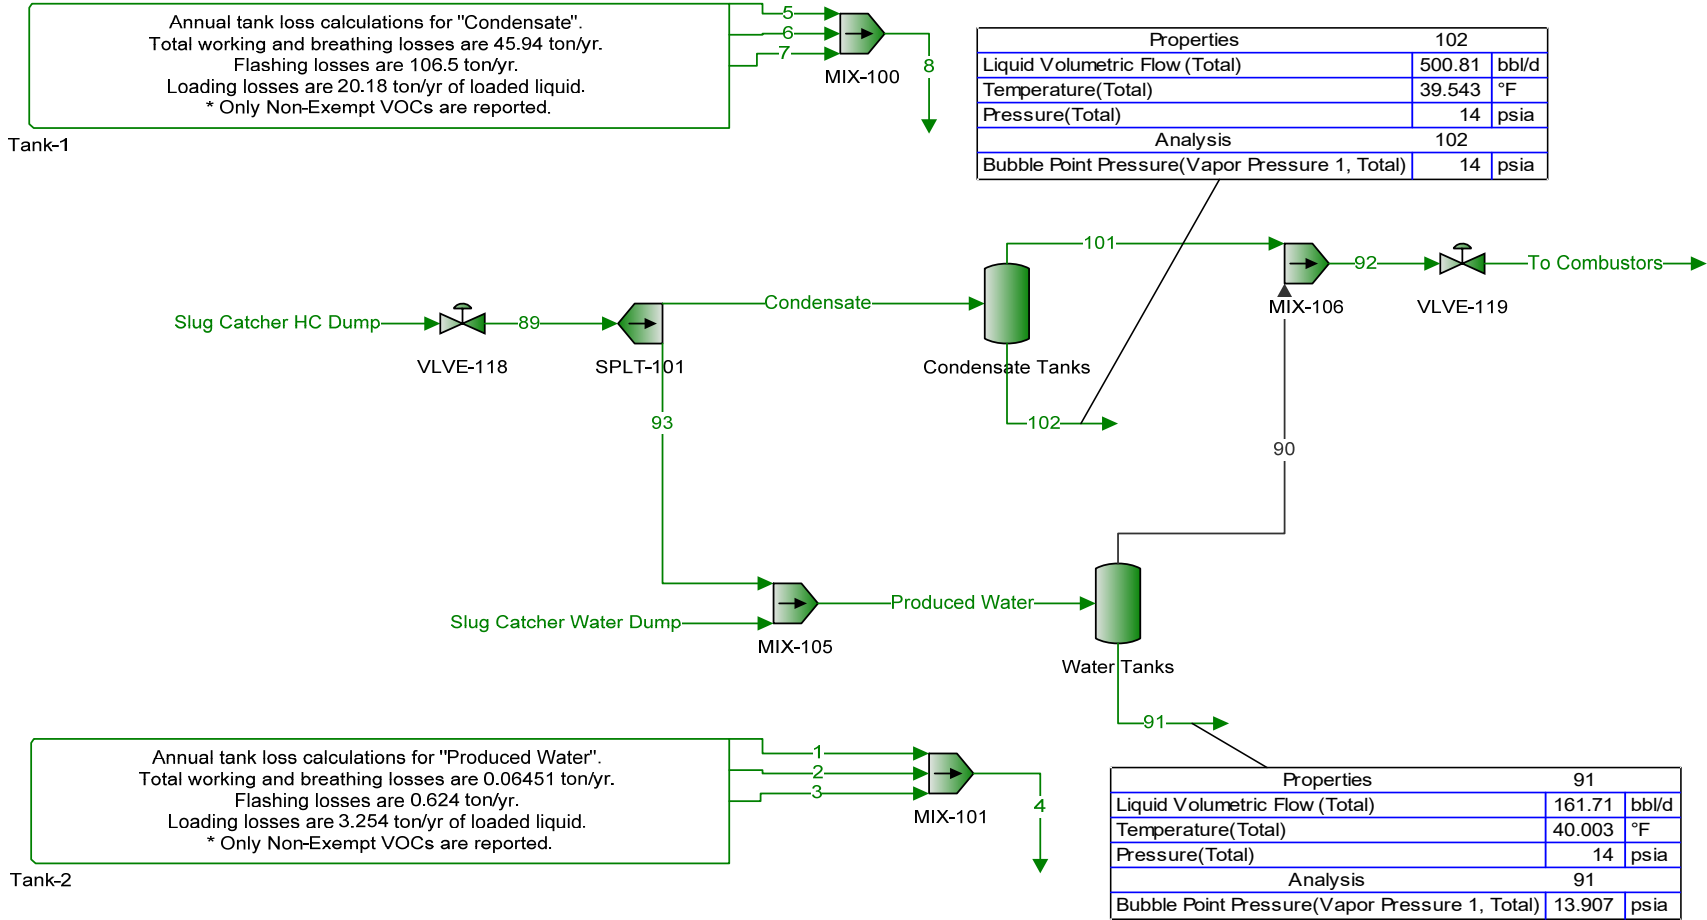 Annual tank loss calculations for "Condensate".
Total working and breathing losses are 45.94 ton/yr.
Flashing losses are 106.5 ton/yr.
Loading losses are 20.18 ton/yr of loaded liquid.
* Only Non-Exempt VOCs are reported.
Tank-1
5
6
7
MIX-100
8
Properties 102
Liquid Volumetric Flow (Total) 500.81 bbl/d
Temperature(Total) 39.543 °F
Pressure(Total) 14 psia
Analysis 102
Bubble Point Pressure(Vapor Pressure 1, Total) 14 psia
Slug Catcher HC Dump
VLVE-118
89
SPLT-101
Condensate
Condensate Tanks
101
102
MIX-106
92
VLVE-119
To Combustors
93
90
Slug Catcher Water Dump
MIX-105
Produced Water
Water Tanks
91
Annual tank loss calculations for "Produced Water".
Total working and breathing losses are 0.06451 ton/yr.
Flashing losses are 0.624 ton/yr.
Loading losses are 3.254 ton/yr of loaded liquid.
* Only Non-Exempt VOCs are reported.
Tank-2
1
2
3
MIX-101
4
Properties 91
Liquid Volumetric Flow (Total) 161.71 bbl/d
Temperature(Total) 40.003 °F
Pressure(Total) 14 psia
Analysis 91
Bubble Point Pressure(Vapor Pressure 1, Total) 13.907 psia